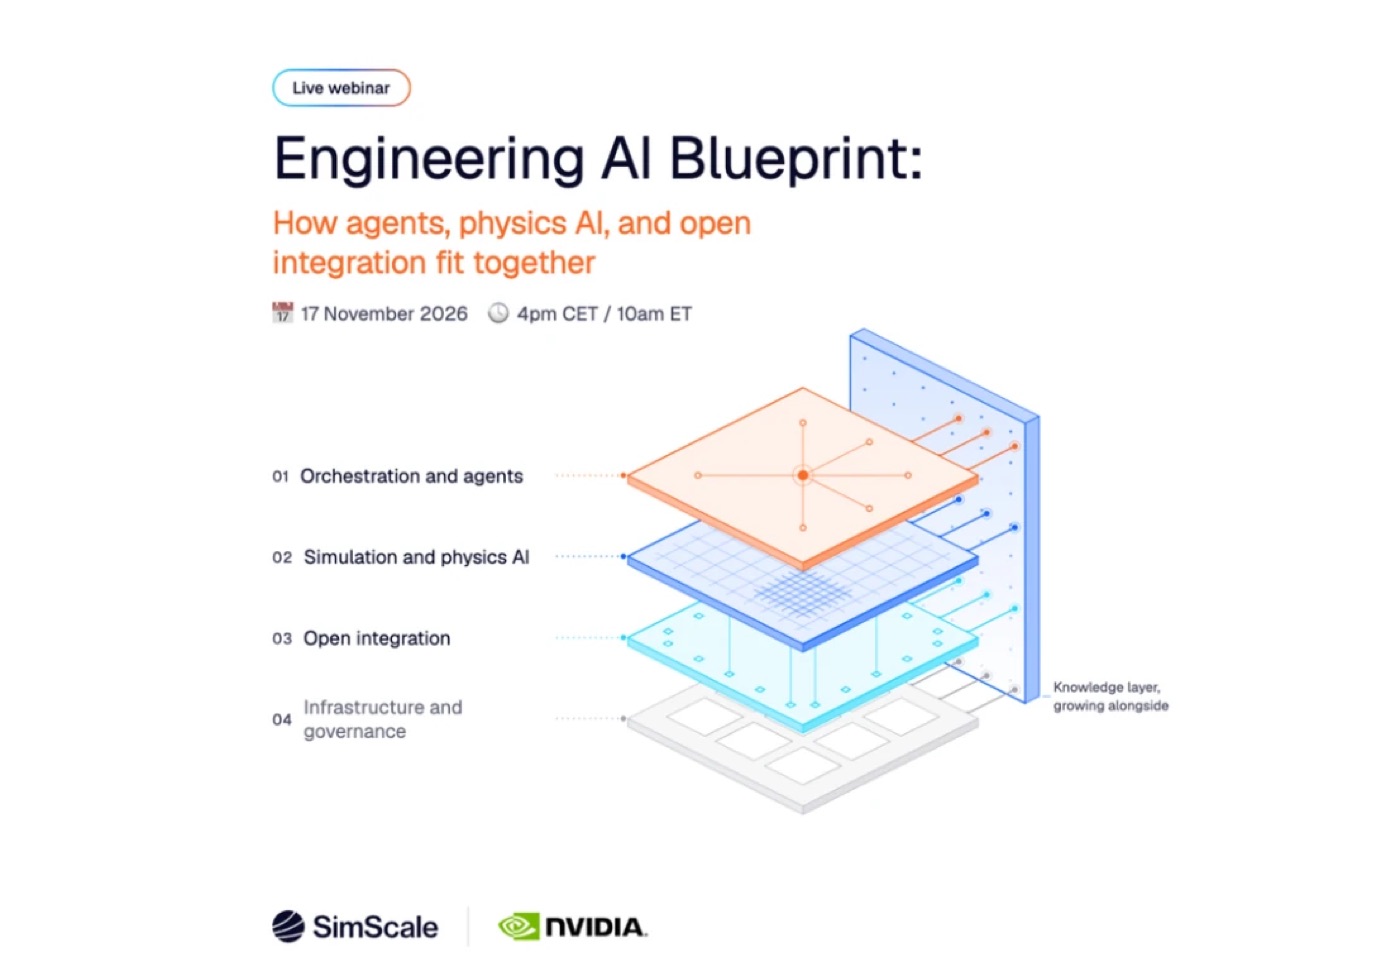 Live webinar
Engineering AI Blueprint:
How agents, physics AI, and open
integration fit together
17 17 November 2026 4pm CET / 10am ET
01 Orchestration and agents
02 Simulation and physics AI
03 Open integration
04 Infrastructure and
governance
Knowledge layer,
growing alongside
SimScale NVIDIA.